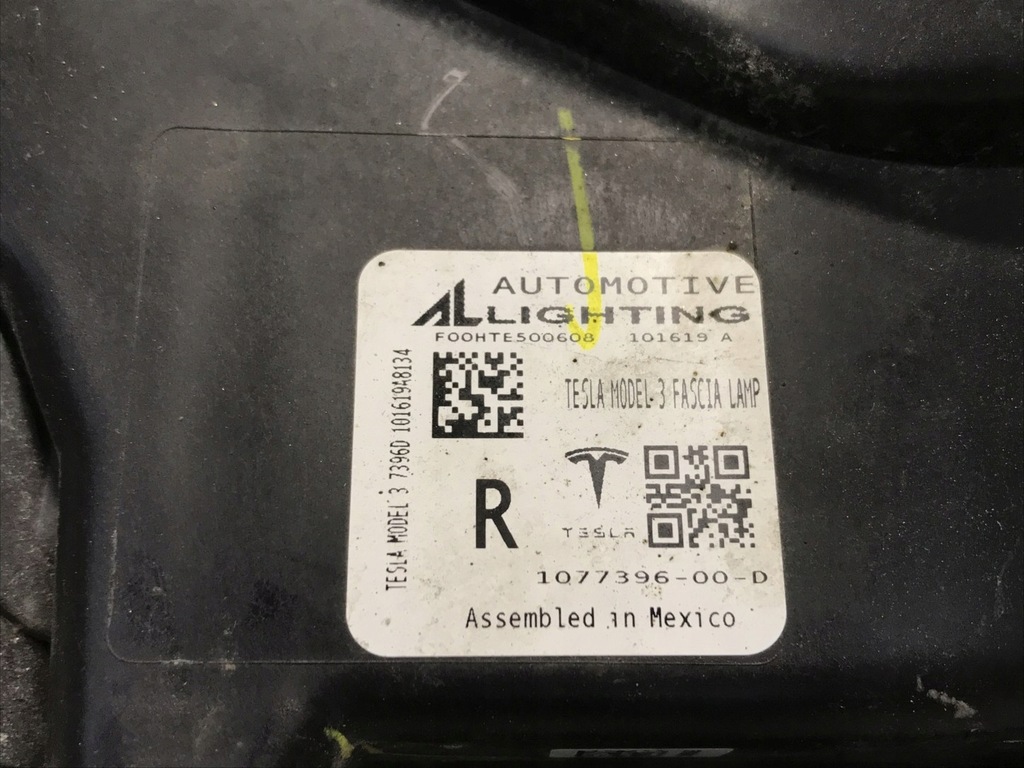 AUTOMOTIVE
AL LIGHTING
F00HTE500608 101619 A
TESLA MODEL 3 7396D 101619A8134
TESLA MODEL 3 FASCIA LAMP
R
TESLA
1077396-00-D
Assembled in Mexico